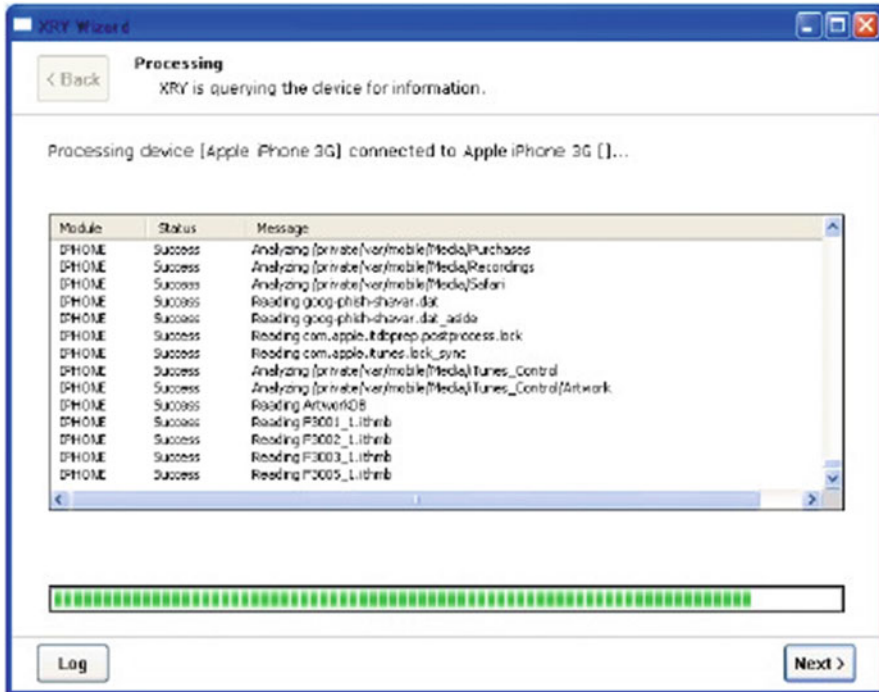 XRY Wizard
< Back
Processing
XRY is querying the device for information.
Processing device [Apple iPhone 3G] connected to Apple iPhone 3G []...
Module Status Message
IPHONE Success Analyzing /private/var/mobile/Media/Purchases
IPHONE Success Analyzing /private/var/mobile/Media/Recordings
IPHONE Success Analyzing /private/var/mobile/Media/Safari
IPHONE Success Reading goog-phish-shavar.dat
IPHONE Success Reading goog-phish-shavar.dat_aside
IPHONE Success Reading com.apple.itdbprep.postprocess.lock
IPHONE Success Reading com.apple.itunes.lock_sync
IPHONE Success Analyzing /private/var/mobile/Media/iTunes_Control
IPHONE Success Analyzing /private/var/mobile/Media/iTunes_Control/Artwork
IPHONE Success Reading ArtworkDB
IPHONE Success Reading F3001_1.ithmb
IPHONE Success Reading F3002_1.ithmb
IPHONE Success Reading F3003_1.ithmb
IPHONE Success Reading F3005_1.ithmb
Log
Next >